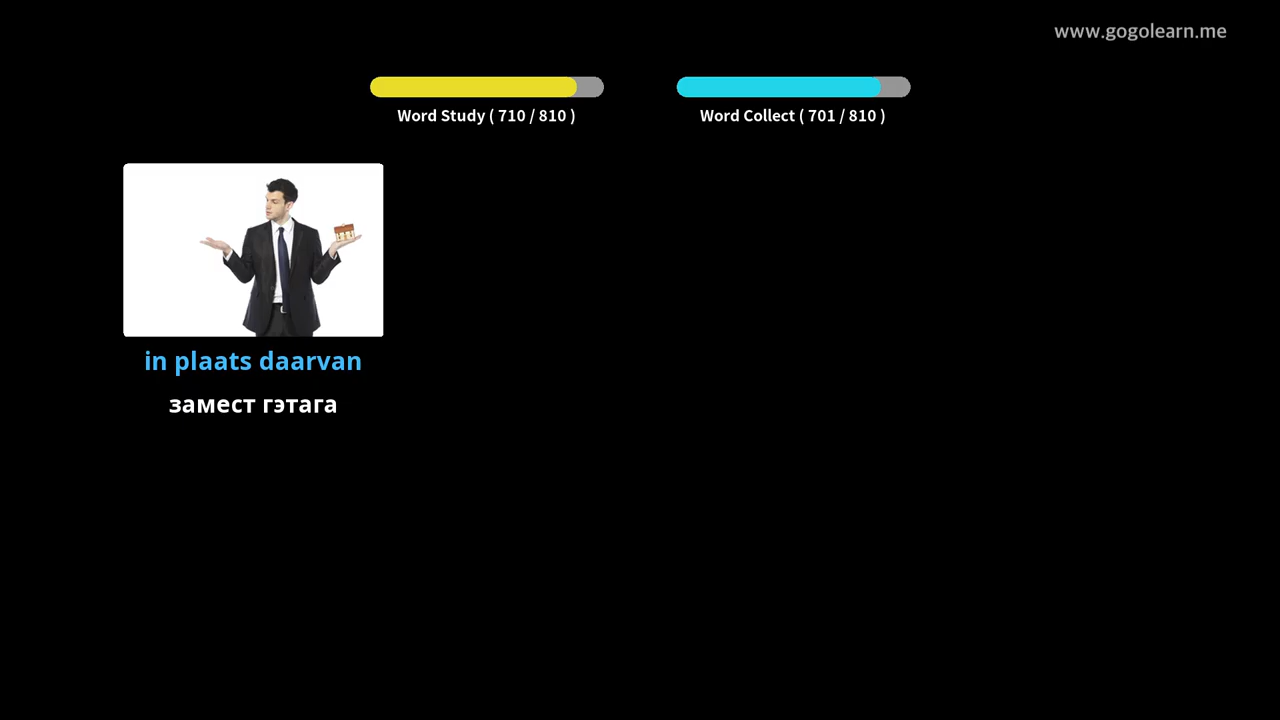 www.gogolearn.me
Word Study ( 710 / 810 )
Word Collect ( 701 / 810 )
in plaats daarvan
замест гэтага